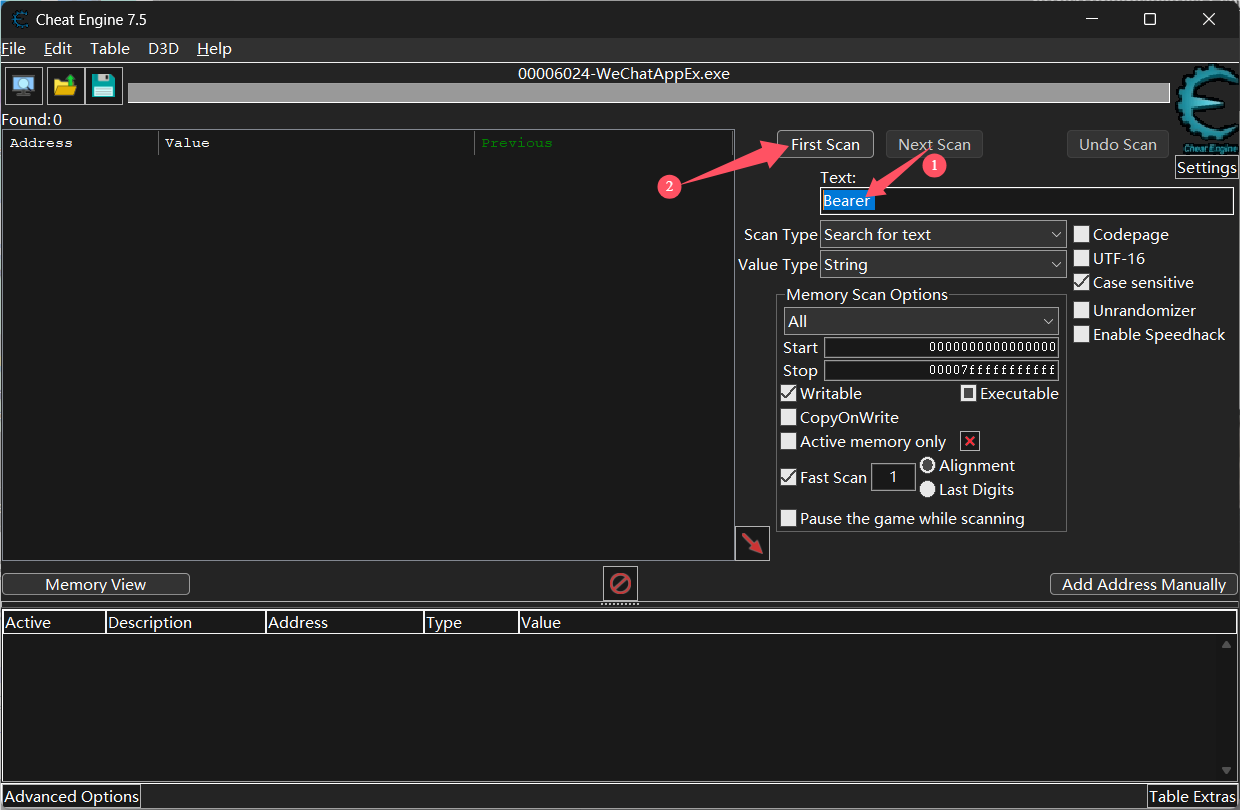 Cheat Engine 7.5
File Edit Table D3D Help
00006024-WeChatAppEx.exe
Cheat Engine
Found: 0
Settings
Address Value Previous
First Scan Next Scan Undo Scan
2 1
Text:
Bearer
Scan Type Search for text
Value Type String
Codepage
UTF-16
Case sensitive
Unrandomizer
Enable Speedhack
Memory Scan Options
All
Start 0000000000000000
Stop 00007fffffffffff
Writable Executable
CopyOnWrite
Active memory only
Fast Scan 1 Alignment
Last Digits
Pause the game while scanning
Memory View Add Address Manually
Active Description Address Type Value
Advanced Options Table Extras